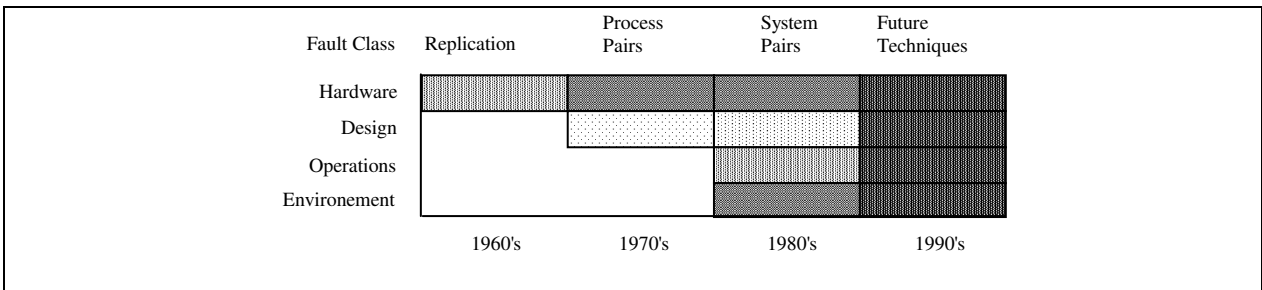 Fault Class Replication Process Pairs System Pairs Future Techniques
Hardware
Design
Operations
Environement
1960's 1970's 1980's 1990's